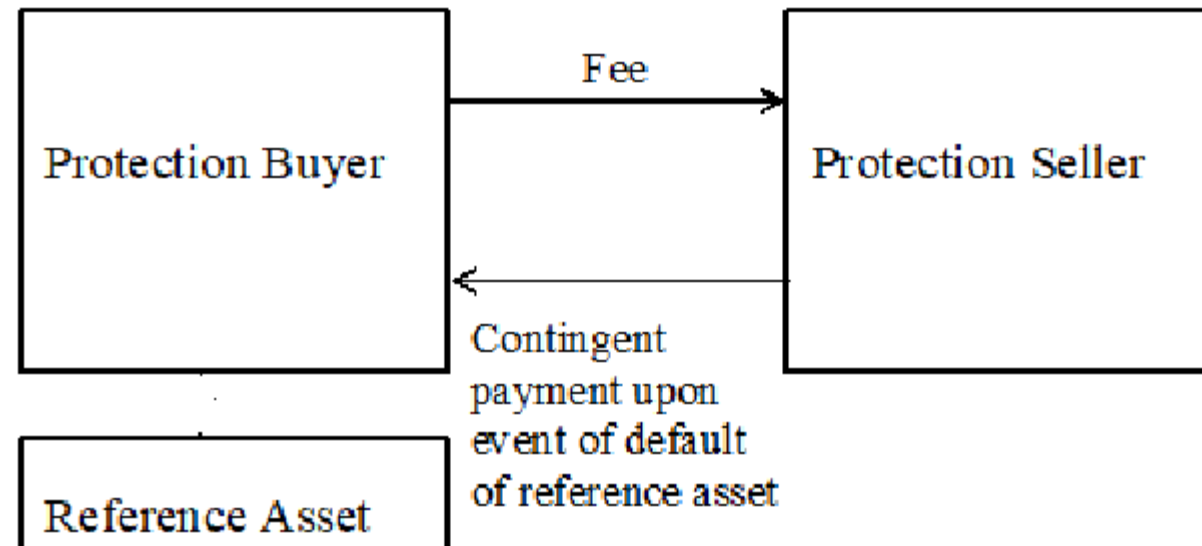 Fee
Protection Buyer
Protection Seller
Contingent
payment upon
event of default
of reference asset
Reference Asset